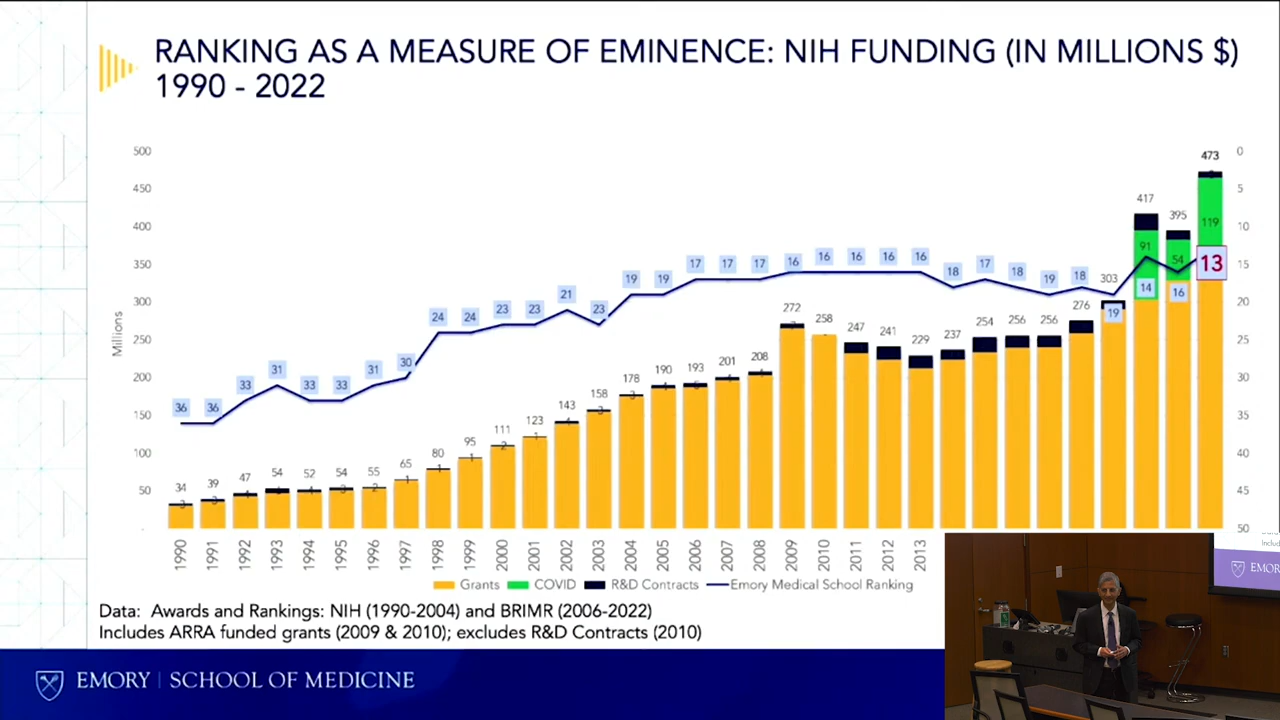 RANKING AS A MEASURE OF EMINENCE: NIH FUNDING (IN MILLIONS $)
1990 - 2022
500
450
400
350
300
250
200
150
100
50
-
Millions
0
5
10
15
20
25
30
35
40
45
50
36 36 33 31 33 33 31 30 24 24 23 23 21 23 19 19 17 17 17 16 16 16 16 16 18 17 18 19 18 19 14 16 13
34 39 47 54 52 54 55 65 80 95 111 123 143 158 178 190 193 201 208 272 258 247 241 229 237 254 256 256 276 303 417 395 473
91 54 119
1990 1991 1992 1993 1994 1995 1996 1997 1998 1999 2000 2001 2002 2003 2004 2005 2006 2007 2008 2009 2010 2011 2012 2013
Grants COVID R&D Contracts Emory Medical School Ranking
Data: Awards and Rankings: NIH (1990-2004) and BRIMR (2006-2022)
Includes ARRA funded grants (2009 & 2010); excludes R&D Contracts (2010)
EMORY | SCHOOL OF MEDICINE
EMOR